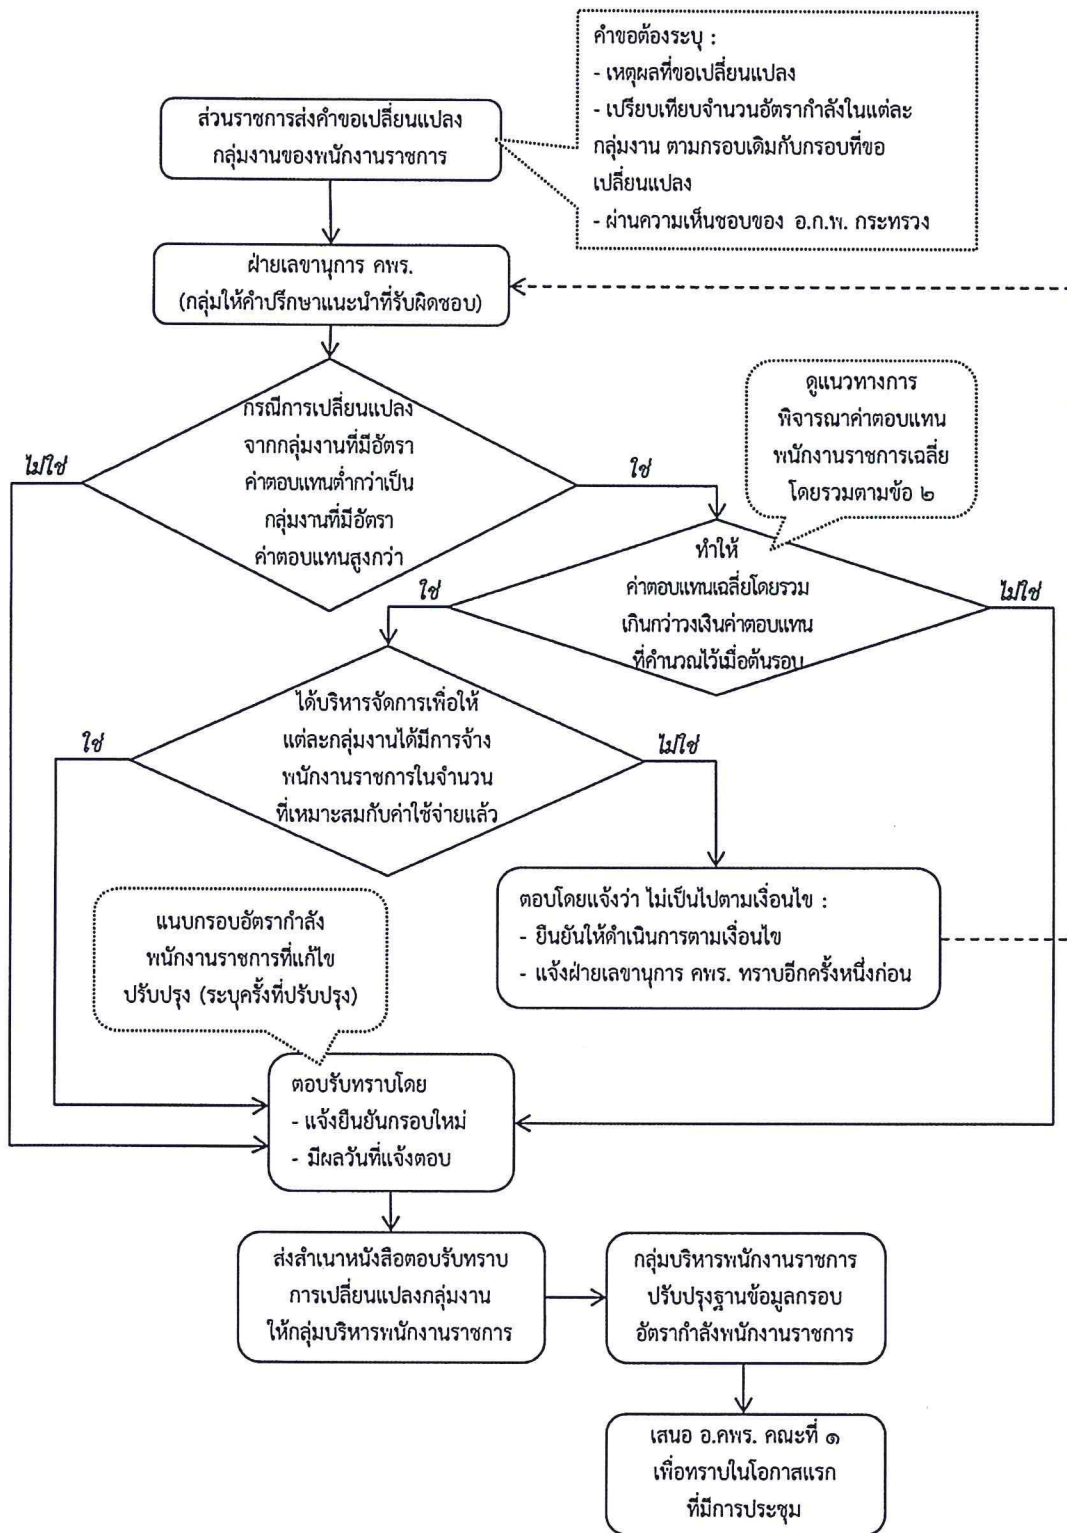 คำขอต้องระบุ :
- เหตุผลที่ขอเปลี่ยนแปลง
- เปรียบเทียบจำนวนอัตรากำลังในแต่ละ
กลุ่มงาน ตามกรอบเดิมกับกรอบที่ขอ
เปลี่ยนแปลง
- ผ่านความเห็นชอบของ อ.ก.พ. กระทรวง
ส่วนราชการส่งคำขอเปลี่ยนแปลง
กลุ่มงานของพนักงานราชการ
ฝ่ายเลขานุการ คพร.
(กลุ่มให้คำปรึกษาแนะนำที่รับผิดชอบ)
กรณีการเปลี่ยนแปลง
จากกลุ่มงานที่มีอัตรา
ค่าตอบแทนต่ำกว่าเป็น
กลุ่มงานที่มีอัตรา
ค่าตอบแทนสูงกว่า
ไม่ใช่
ใช่
ดูแนวทางการ
พิจารณาค่าตอบแทน
พนักงานราชการเฉลี่ย
โดยรวมตามข้อ ๒
ทำให้
ค่าตอบแทนเฉลี่ยโดยรวม
เกินกว่าวงเงินค่าตอบแทน
ที่คำนวณไว้เมื่อต้นรอบ
ใช่
ไม่ใช่
ได้บริหารจัดการเพื่อให้
แต่ละกลุ่มงานได้มีการจ้าง
พนักงานราชการในจำนวน
ที่เหมาะสมกับค่าใช้จ่ายแล้ว
ใช่
ไม่ใช่
ตอบโดยแจ้งว่า ไม่เป็นไปตามเงื่อนไข :
- ยืนยันให้ดำเนินการตามเงื่อนไข
- แจ้งฝ่ายเลขานุการ คพร. ทราบอีกครั้งหนึ่งก่อน
แนบกรอบอัตรากำลัง
พนักงานราชการที่แก้ไข
ปรับปรุง (ระบุครั้งที่ปรับปรุง)
ตอบรับทราบโดย
- แจ้งยืนยันกรอบใหม่
- มีผลวันที่แจ้งตอบ
ส่งสำเนาหนังสือตอบรับทราบ
การเปลี่ยนแปลงกลุ่มงาน
ให้กลุ่มบริหารพนักงานราชการ
กลุ่มบริหารพนักงานราชการ
ปรับปรุงฐานข้อมูลกรอบ
อัตรากำลังพนักงานราชการ
เสนอ อ.คพร. คณะที่ ๑
เพื่อทราบในโอกาสแรก
ที่มีการประชุม